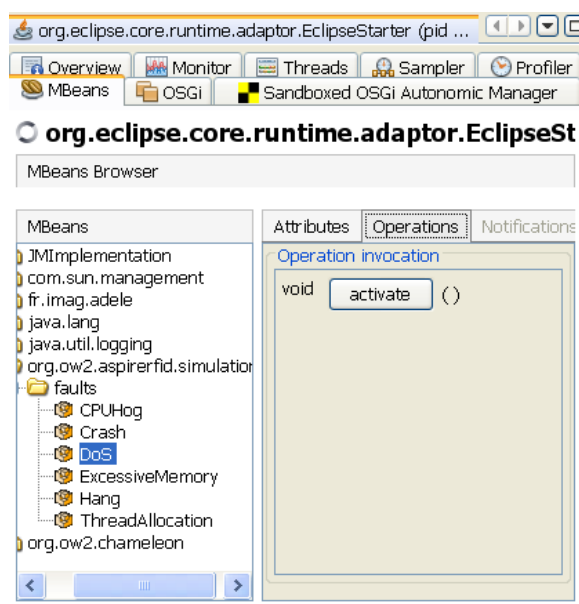 org.eclipse.core.runtime.adaptor.EclipseStarter (pid ...
Overview Monitor Threads Sampler Profiler
MBeans OSGi Sandboxed OSGi Autonomic Manager
org.eclipse.core.runtime.adaptor.EclipseSt
MBeans Browser
MBeans
Attributes Operations Notifications
JMImplementation
com.sun.management
fr.imag.adele
java.lang
java.util.logging
org.ow2.aspirerfid.simulation
faults
CPUHog
Crash
DoS
ExcessiveMemory
Hang
ThreadAllocation
org.ow2.chameleon
Operation invocation
void activate ()